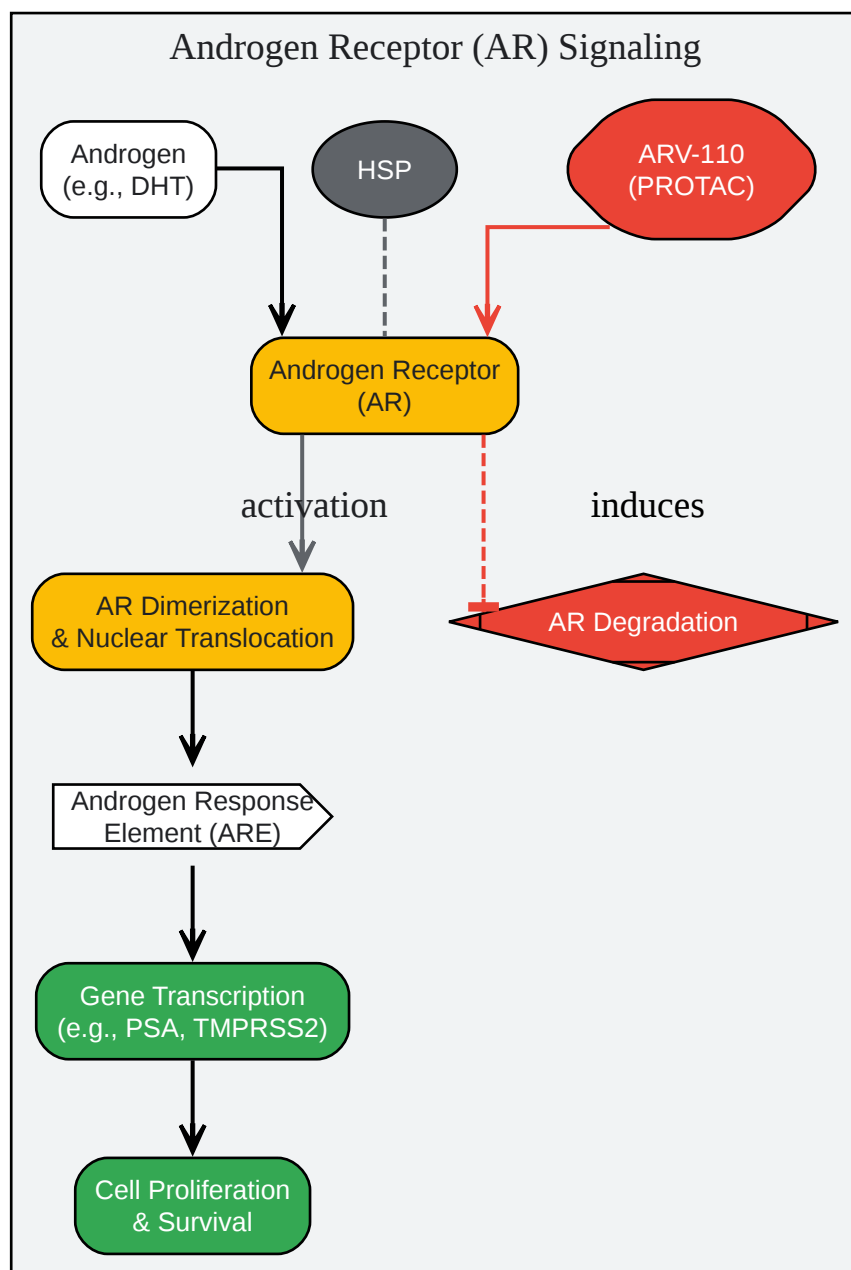 Androgen Receptor (AR) Signaling
Androgen
(e.g., DHT)
HSP
ARV-110
(PROTAC)
Androgen Receptor
(AR)
activation
induces
AR Dimerization
& Nuclear Translocation
AR Degradation
Androgen Response
Element (ARE)
Gene Transcription
(e.g., PSA, TMPRSS2)
Cell Proliferation
& Survival